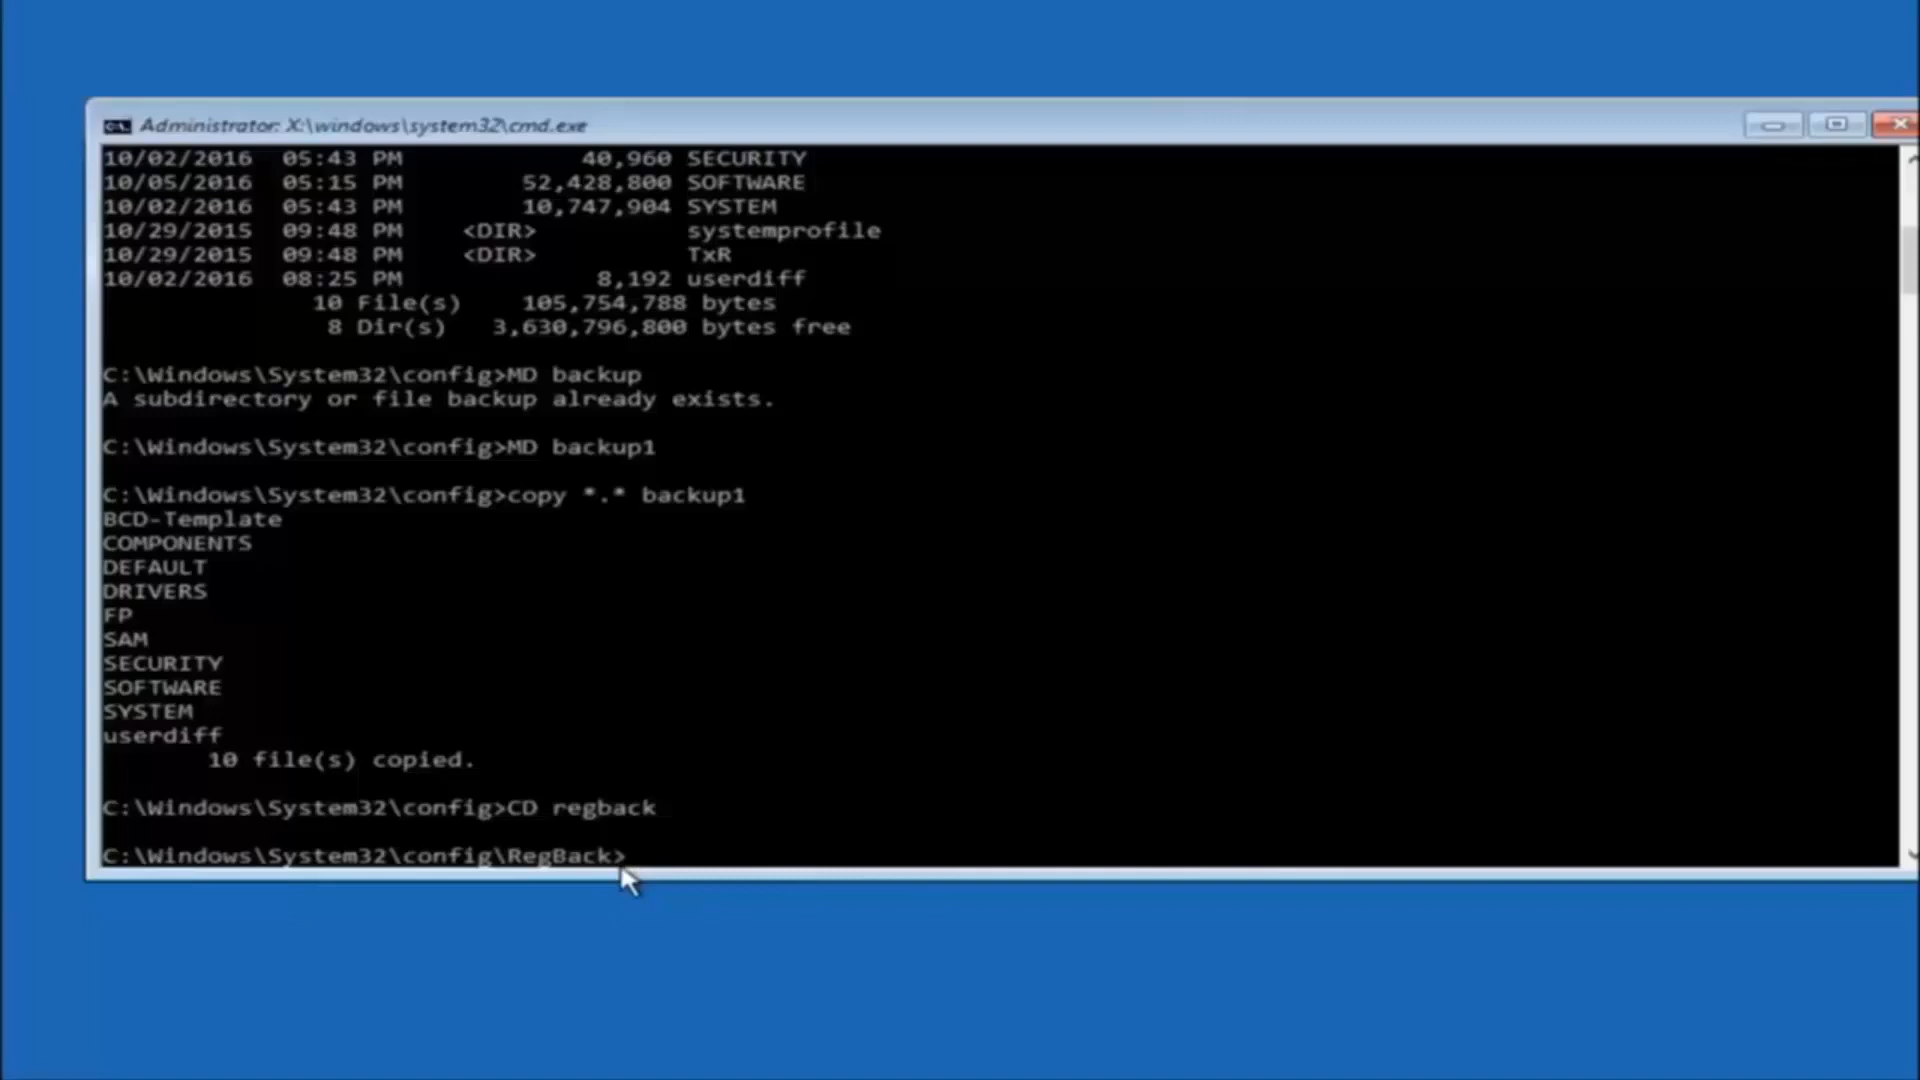 Administrator: X:\windows\system32\cmd.exe
10/02/2016  05:43 PM            40,960 SECURITY
10/05/2016  05:15 PM        52,428,800 SOFTWARE
10/02/2016  05:43 PM        10,747,904 SYSTEM
10/29/2015  09:48 PM    <DIR>          systemprofile
10/29/2015  09:48 PM    <DIR>          TxR
10/02/2016  08:25 PM             8,192 userdiff
              10 File(s)    105,754,788 bytes
               8 Dir(s)   3,630,796,800 bytes free
C:\Windows\System32\config>MD backup
A subdirectory or file backup already exists.
C:\Windows\System32\config>MD backup1
C:\Windows\System32\config>copy *.* backup1
BCD-Template
COMPONENTS
DEFAULT
DRIVERS
FP
SAM
SECURITY
SOFTWARE
SYSTEM
userdiff
       10 file(s) copied.
C:\Windows\System32\config>CD regback
C:\Windows\System32\config\RegBack>